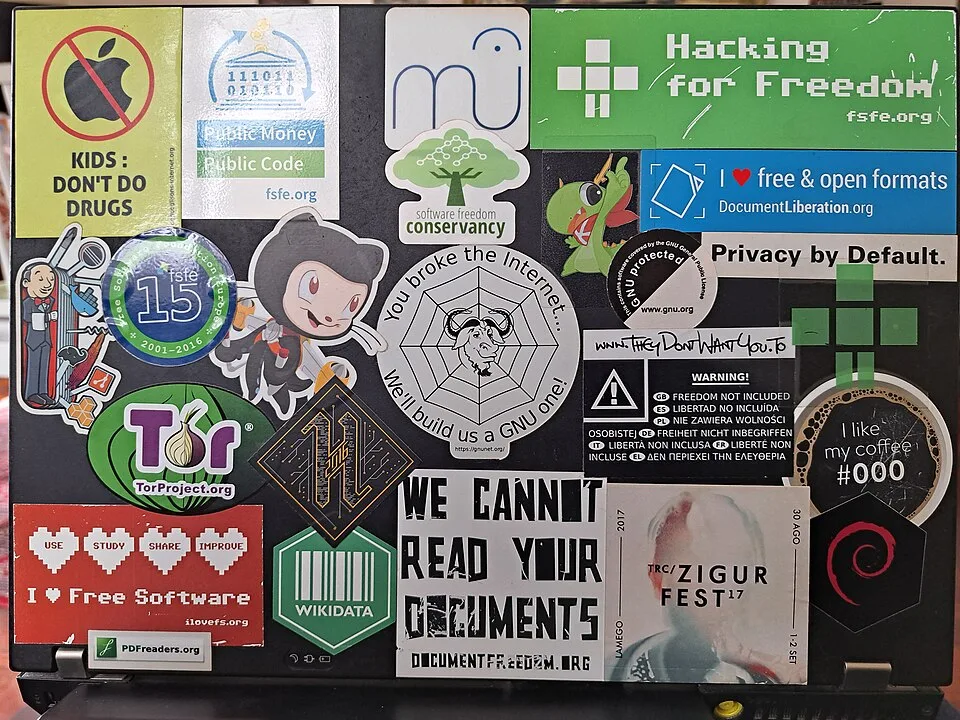 KIDS :
DON'T DO
DRUGS
111011
010110
Public Money
Public Code
fsfe.org
mu
software freedom
conservancy
Hacking
for Freedom
fsfe.org
I ♥ free & open formats
DocumentLiberation.org
Privacy by Default.
GNU protected
www.gnu.org
fsfe
15
2001–2016
You broke the Internet...
We'll build us a GNU one!
https://gnunet.org/
www.THEYDONTWANTYOU.TO
WARNING!
GB FREEDOM NOT INCLUDED
ES LIBERTAD NO INCLUÍDA
PL NIE ZAWIERA WOLNOŚCI
OSOBISTEJ DE FREIHEIT NICHT INBEGRIFFEN
IT LIBERTÀ NON INCLUSA FR LIBERTÉ NON
INCLUSE EL ΔΕΝ ΠΕΡΙΕΧΕΙ ΤΗΝ ΕΛΕΥΘΕΡΙΑ
I like
my coffee
#000
Tor®
TorProject.org
USE STUDY SHARE IMPROVE
I ♥ Free Software
ilovefs.org
PDFreaders.org
WIKIDATA
WE CANNOT
READ YOUR
DOCUMENTS
DOCUMENTFREEDOM.ORG
2017
LAMEGO
TRC/ZIGUR
FEST17
30 AGO
1-2 SET